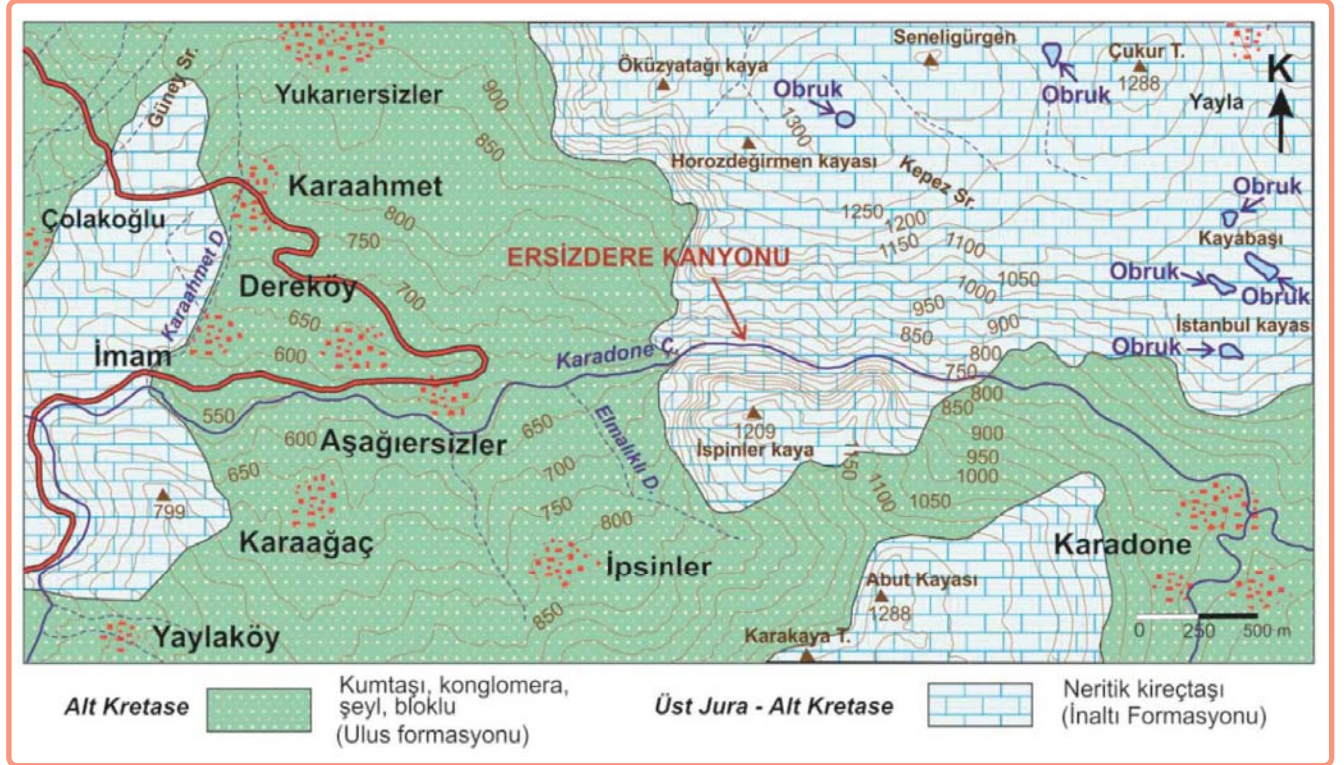 Güney Sr.
Yukarıersizler
900
850
Öküzyatağı kaya
Seneligürgen
Çukur T.
1288
K
Obruk
Obruk
Yayla
1300
Horozdeğirmen kayası
Kepez Sr.
Karaahmet
Çolakoğlu
Karaahmet D.
800
750
Obruk
Kayabaşı
1250
1200
1150
1100
ERSİZDERE KANYONU
Dereköy
700
650
600
1050
1000
950
900
850
800
750
Obruk
Obruk
İstanbul kayası
Obruk
İmam
Karadone Ç.
550
600
650
Aşağıersizler
650
700
750
800
Elmalıklı D.
1209
İspinler kaya
1150
1100
1050
800
850
900
950
1000
799
Karaağaç
İpsinler
850
Karadone
Abut Kayası
1288
Karakaya T.
Yaylaköy
0 250 500 m
Alt Kretase
Kumtaşı, konglomera,
şeyl, bloklu
(Ulus formasyonu)
Üst Jura - Alt Kretase
Neritik kireçtaşı
(İnaltı Formasyonu)